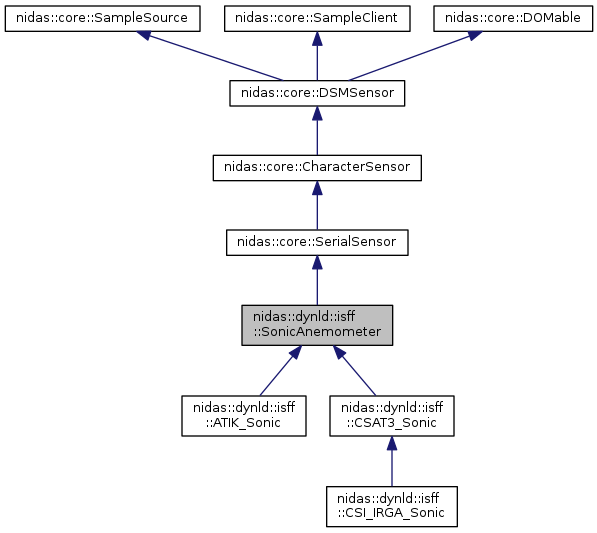 nidas::core::SampleSource
nidas::core::SampleClient
nidas::core::DOMable
nidas::core::DSMSensor
nidas::core::CharacterSensor
nidas::core::SerialSensor
nidas::dynld::isff
::SonicAnemometer
nidas::dynld::isff
::ATIK_Sonic
nidas::dynld::isff
::CSAT3_Sonic
nidas::dynld::isff
::CSI_IRGA_Sonic